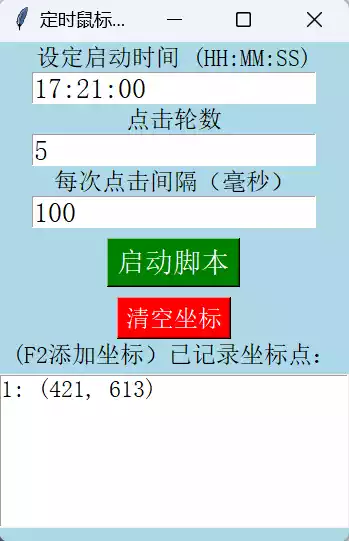 定时鼠标...
设定启动时间 (HH:MM:SS)
17:21:00
点击轮数
5
每次点击间隔（毫秒）
100
启动脚本
清空坐标
(F2添加坐标）已记录坐标点：
1: (421, 613)